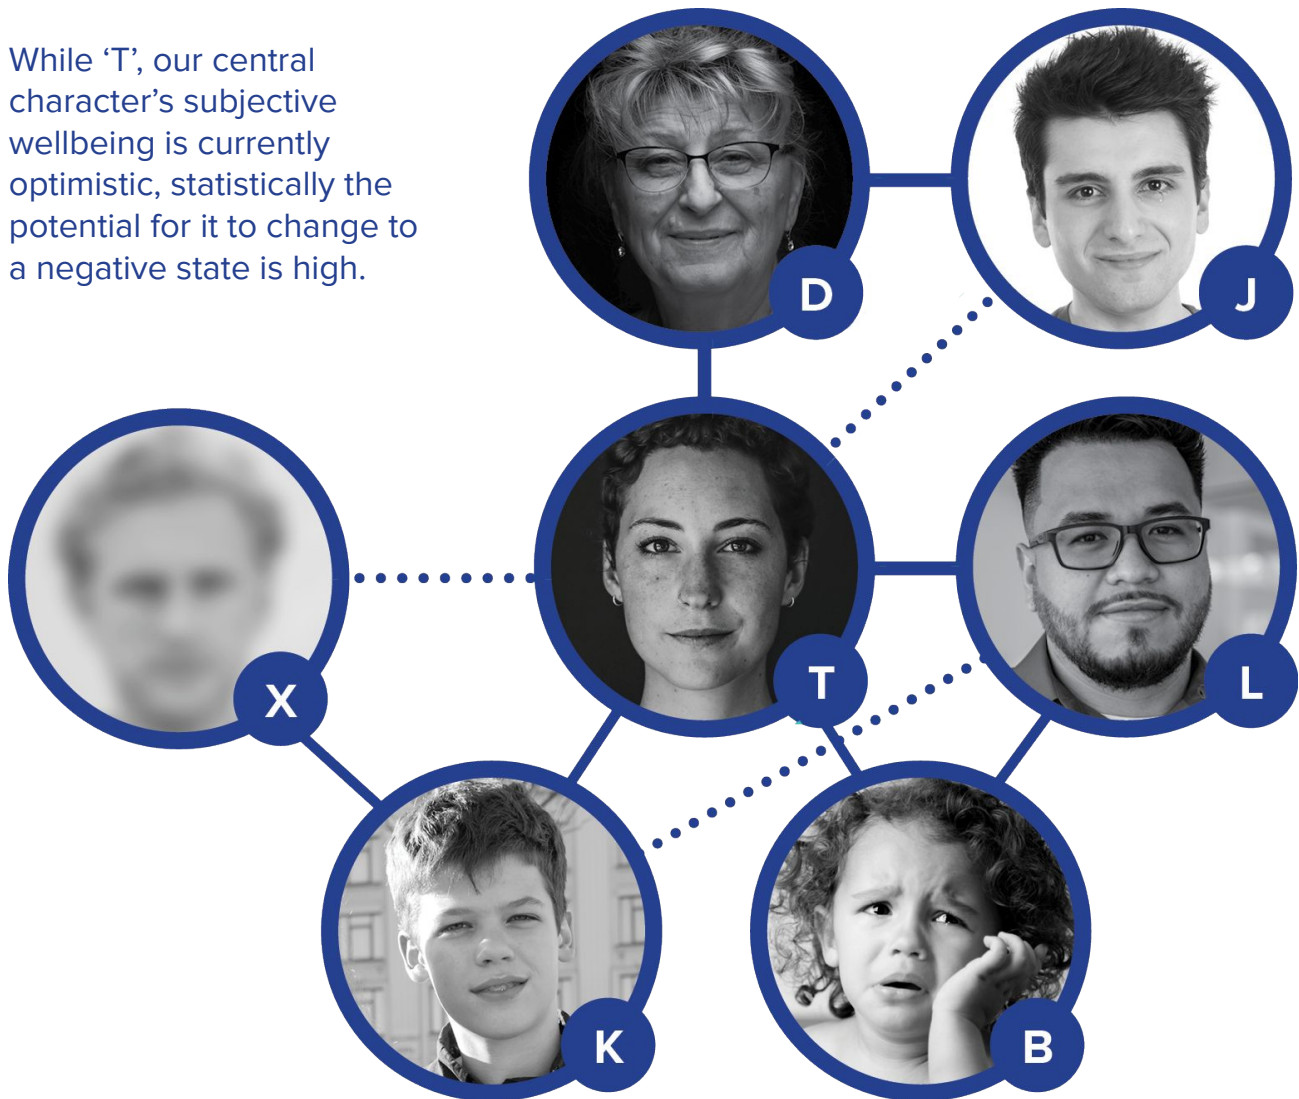 While ‘T’, our central
character’s subjective
wellbeing is currently
optimistic, statistically the
potential for it to change to
a negative state is high.
D
J
X
T
L
K
B